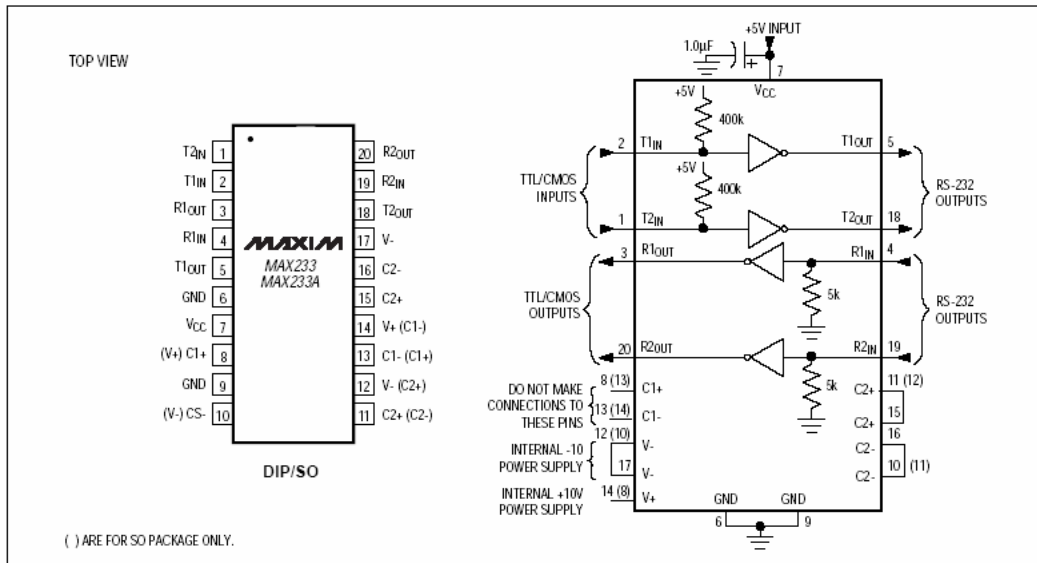 TOP VIEW
T2IN 1
T1IN 2
R1OUT 3
R1IN 4
T1OUT 5
GND 6
VCC 7
(V+) C1+ 8
GND 9
(V-) CS- 10
20 R2OUT
19 R2IN
18 T2OUT
17 V-
16 C2-
15 C2+
14 V+ (C1-)
13 C1- (C1+)
12 V- (C2+)
11 C2+ (C2-)
MAXIM
MAX233
MAX233A
DIP/SO
( ) ARE FOR SO PACKAGE ONLY.
+5V INPUT
1.0µF
+
7
VCC
+5V
400k
2 T1IN
T1OUT 5
+5V
400k
TTL/CMOS
INPUTS
RS-232
OUTPUTS
1 T2IN
T2OUT 18
3 R1OUT
R1IN 4
5k
TTL/CMOS
OUTPUTS
RS-232
OUTPUTS
20 R2OUT
R2IN 19
5k
8 (13) C1+
DO NOT MAKE
CONNECTIONS TO
THESE PINS
13 (14) C1-
12 (10) V-
INTERNAL -10
POWER SUPPLY
17 V-
INTERNAL +10V
POWER SUPPLY
14 (8) V+
C2+ 11 (12)
C2+ 15
C2- 16
C2- 10 (11)
GND GND
6 9